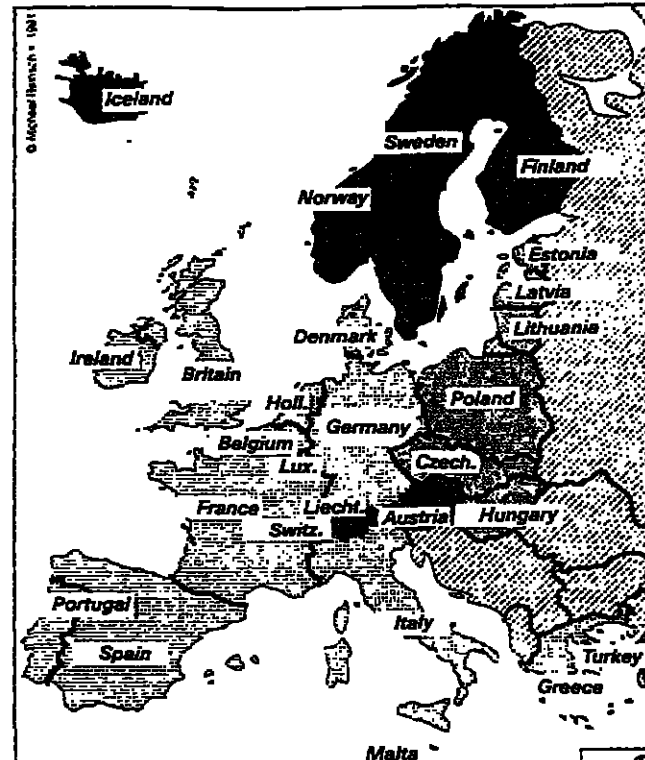 Iceland
Sweden
Finland
Norway
Estonia
Latvia
Denmark
Lithuania
Ireland
Britain
Holl.
Poland
Germany
Belgium
Lux.
Czech.
France
Liecht.
Austria
Hungary
Switz.
Portugal
Italy
Spain
Turkey
Greece
Malta